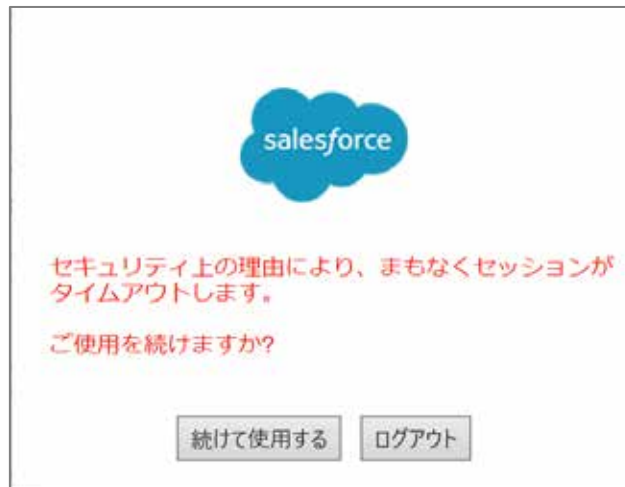 salesforce
セキュリティ上の理由により、まもなくセッションが
タイムアウトします。
ご使用を続けますか?
続けて使用する
ログアウト